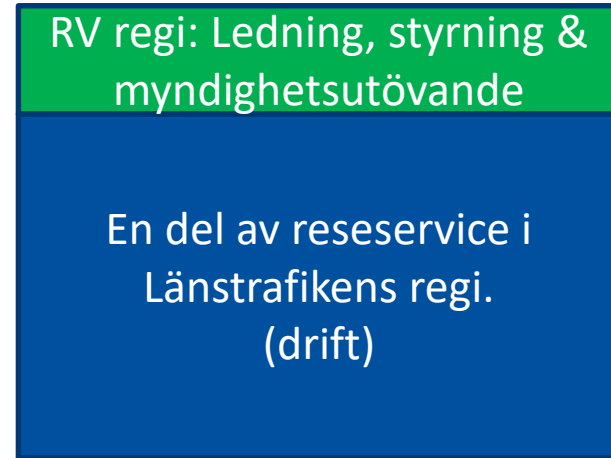 RV regi: Ledning, styrning &
myndighetsutövande
En del av reseservice i
Länstrafikens regi.
(drift)